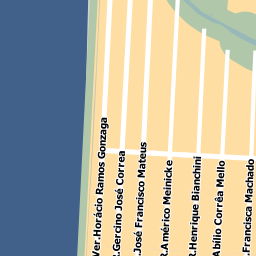 Ver.Horácio Ramos Gonzaga
R.Gercino José Correa
R.José Francisco Mateus
R.Américo Meinicke
R.Henrique Bianchini
Abílio Corrêa Mello
R.Francisca Machado